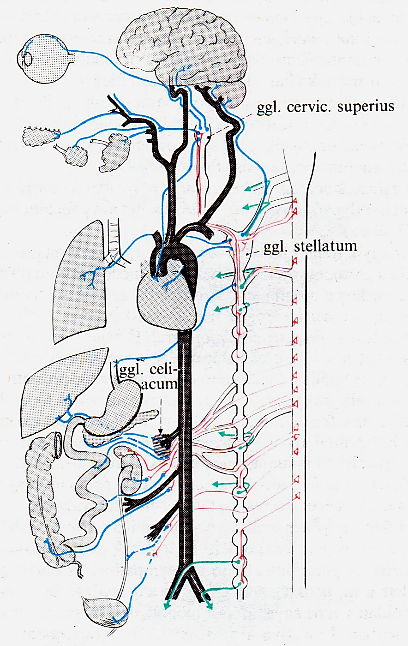 ggl. cervic. superius
ggl. stellatum
ggl. celi-
acum